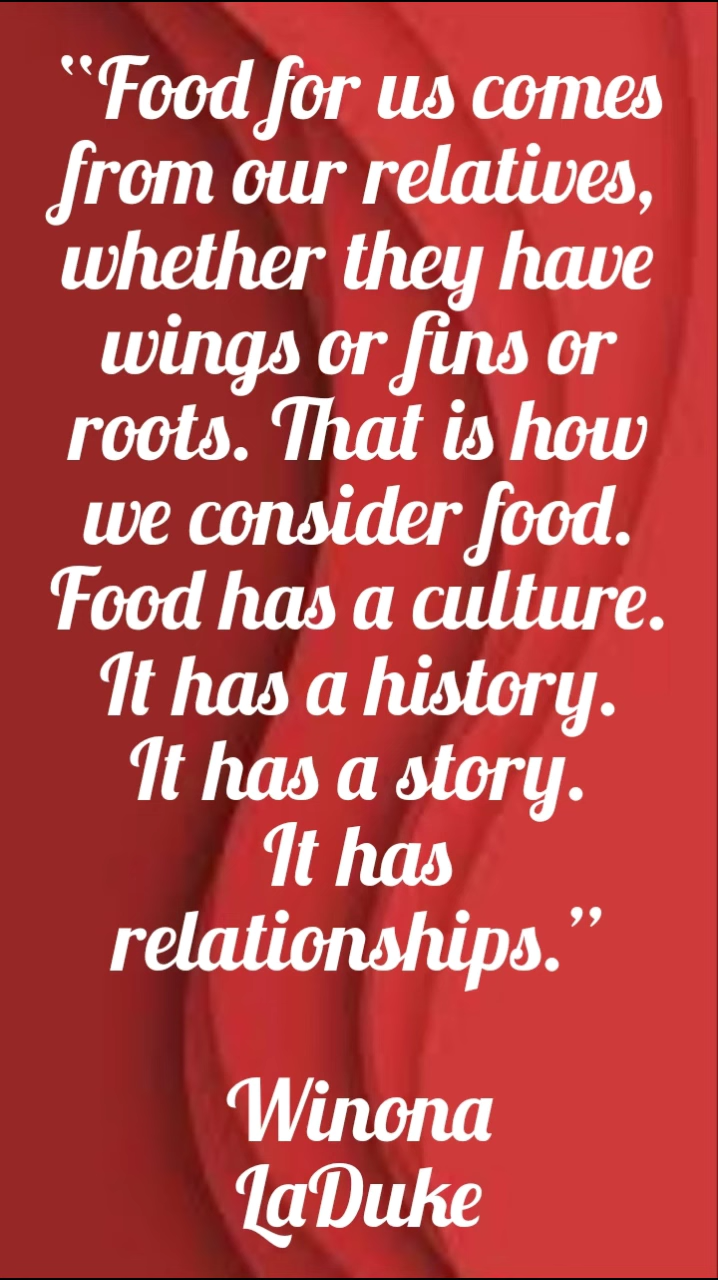 “Food for us comes
from our relatives,
whether they have
wings or fins or
roots. That is how
we consider food.
Food has a culture.
It has a history.
It has a story.
It has
relationships.”
Winona
LaDuke